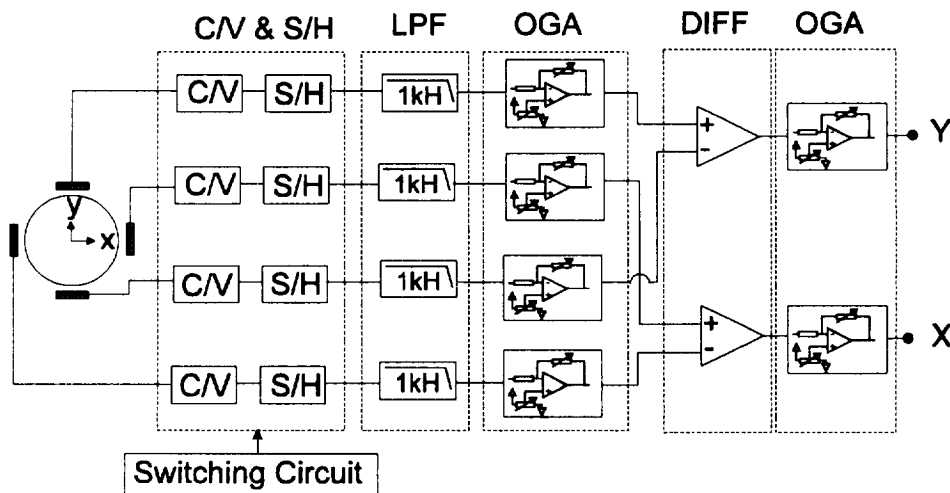 C/V & S/H LPF OGA DIFF OGA
C/V S/H 1kH
+
-
Y
C/V S/H 1kH
y
x
C/V S/H 1kH
+
-
X
C/V S/H 1kH
Switching Circuit